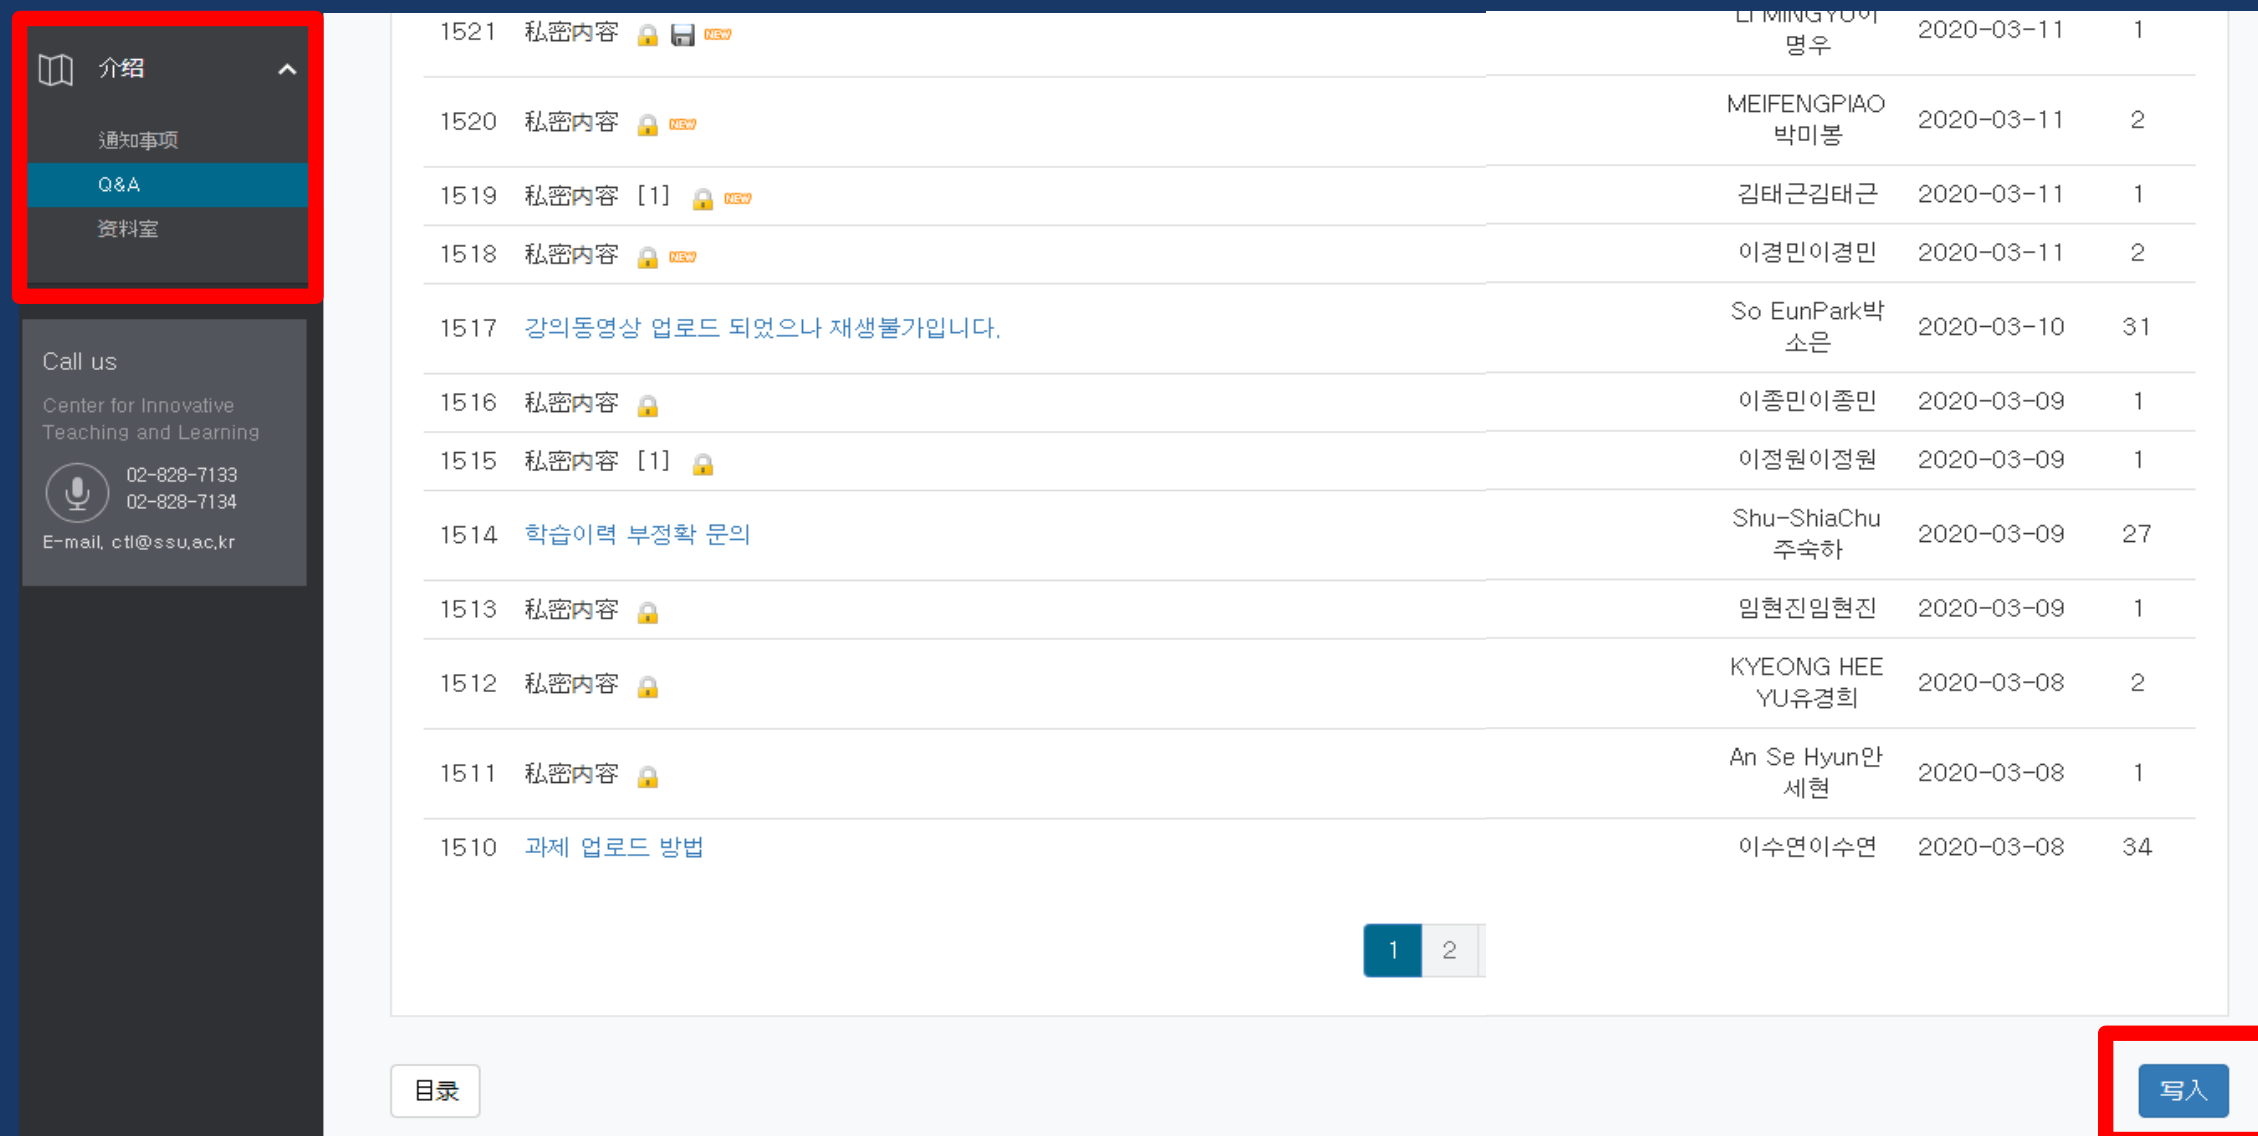 介绍
通知事项
Q&A
资料室
Call us
Center for Innovative
Teaching and Learning
02-828-7133
02-828-7134
E-mail. ctl@ssu.ac.kr
1521 私密内容 NEW LI MINGYU이 2020-03-11 1
명우
1520 私密内容 NEW MEIFENGPIAO 2020-03-11 2
박미봉
1519 私密内容 [1] NEW 김태근김태근 2020-03-11 1
1518 私密内容 NEW 이경민이경민 2020-03-11 2
1517 강의동영상 업로드 되었으나 재생불가입니다. So EunPark박 2020-03-10 31
소은
1516 私密内容 이종민이종민 2020-03-09 1
1515 私密内容 [1] 이정원이정원 2020-03-09 1
1514 학습이력 부정확 문의 Shu-ShiaChu 2020-03-09 27
주숙하
1513 私密内容 임현진임현진 2020-03-09 1
1512 私密内容 KYEONG HEE 2020-03-08 2
YU유경희
1511 私密内容 An Se Hyun안 2020-03-08 1
세현
1510 과제 업로드 방법 이수연이수연 2020-03-08 34
1 2
目录
写入